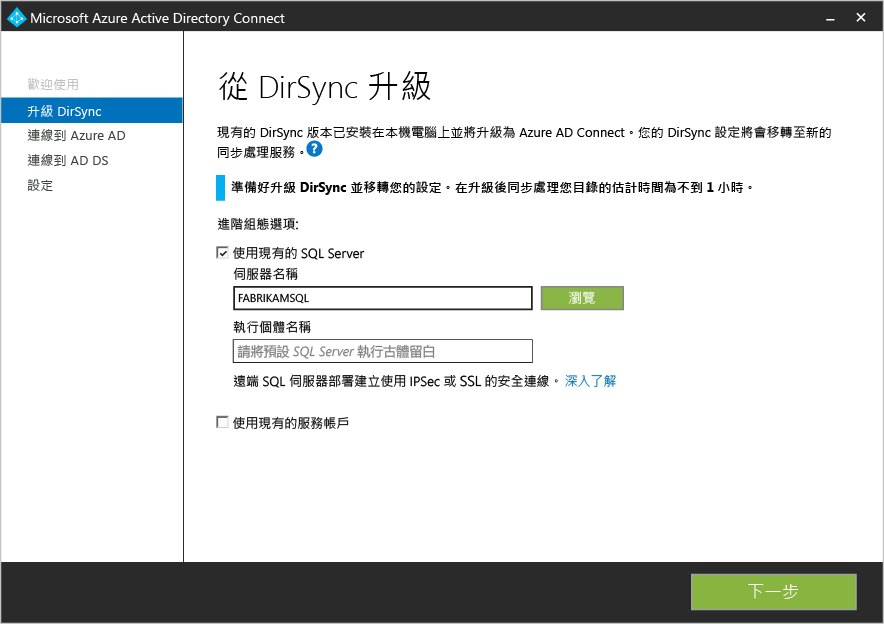 Microsoft Azure Active Directory Connect
歡迎使用
升級 DirSync
連線到 Azure AD
連線到 AD DS
設定
從 DirSync 升級
現有的 DirSync 版本已安裝在本機電腦上並將升級為 Azure AD Connect。您的 DirSync 設定將會移轉至新的
同步處理服務。?
準備好升級 DirSync 並移轉您的設定。在升級後同步處理您目錄的估計時間為不到 1 小時。
進階組態選項:
使用現有的 SQL Server
伺服器名稱
FABRIKAMSQL
瀏覽
執行個體名稱
請將預設 SQL Server 執行古體留白
遠端 SQL 伺服器部署建立使用 IPSec 或 SSL 的安全連線。 深入了解
使用現有的服務帳戶
下一步